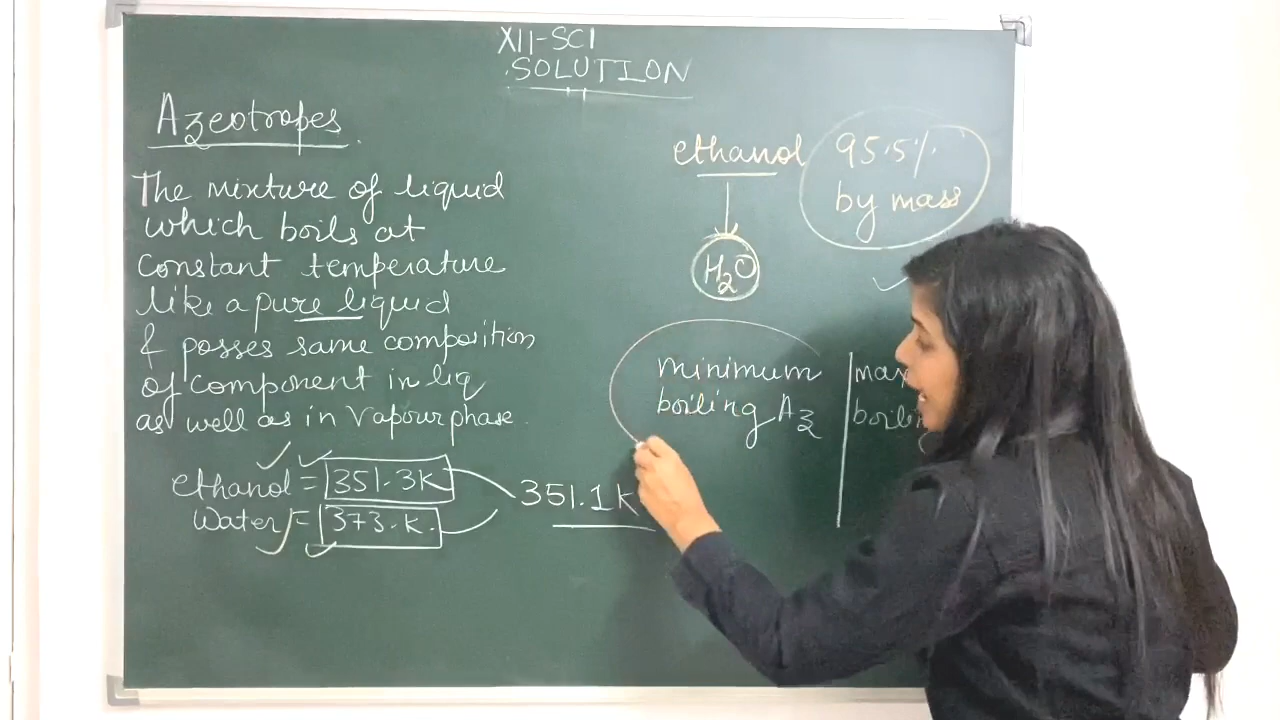 XII-SCI
SOLUTION
Azeotropes.
The mixture of liquid
which boils at
constant temperature
like a pure liquid
& posses same composition
of component in liq
as well as in vapour phase.
ethanol = 351.3K
Water = 373.K.
351.1K
ethanol 95.5%.
by mass
H2O
minimum
boiling Az
max
boilin